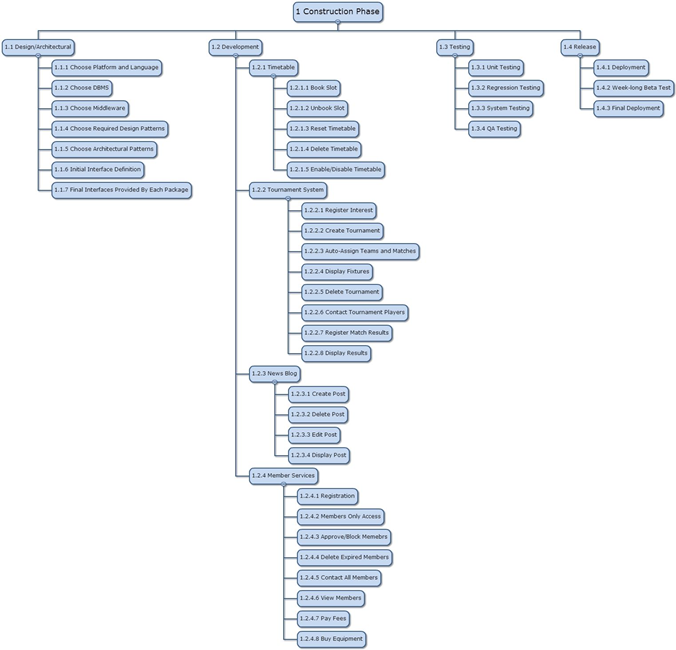 1 Construction Phase
1.1 Design/Architectural
1.1.1 Choose Platform and Language
1.1.2 Choose DBMS
1.1.3 Choose Middleware
1.1.4 Choose Required Design Patterns
1.1.5 Choose Architectural Patterns
1.1.6 Initial Interface Definition
1.1.7 Final Interfaces Provided By Each Package
1.2 Development
1.2.1 Timetable
1.2.1.1 Book Slot
1.2.1.2 Unbook Slot
1.2.1.3 Reset Timetable
1.2.1.4 Delete Timetable
1.2.1.5 Enable/Disable Timetable
1.2.2 Tournament System
1.2.2.1 Register Interest
1.2.2.2 Create Tournament
1.2.2.3 Auto-Assign Teams and Matches
1.2.2.4 Display Fixtures
1.2.2.5 Delete Tournament
1.2.2.6 Contact Tournament Players
1.2.2.7 Register Match Results
1.2.2.8 Display Results
1.2.3 News Blog
1.2.3.1 Create Post
1.2.3.2 Delete Post
1.2.3.3 Edit Post
1.2.3.4 Display Post
1.2.4 Member Services
1.2.4.1 Registration
1.2.4.2 Members Only Access
1.2.4.3 Approve/Block Memebrs
1.2.4.4 Delete Expired Members
1.2.4.5 Contact All Members
1.2.4.6 View Members
1.2.4.7 Pay Fees
1.2.4.8 Buy Equipment
1.3 Testing
1.3.1 Unit Testing
1.3.2 Regression Testing
1.3.3 System Testing
1.3.4 QA Testing
1.4 Release
1.4.1 Deployment
1.4.2 Week-long Beta Test
1.4.3 Final Deployment